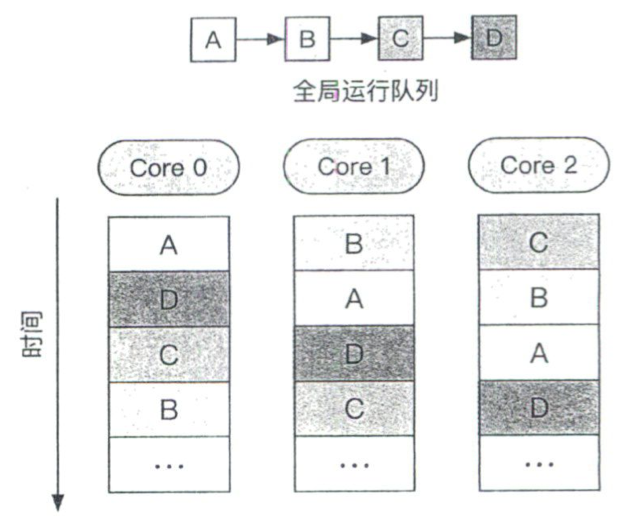 A B C D
全局运行队列
Core 0 Core 1 Core 2
时间
A B C
D A B
C D A
B C D
... ... ...